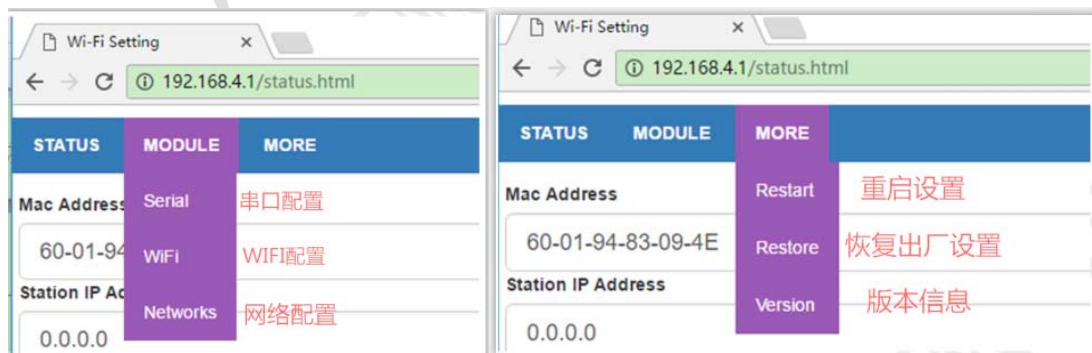 Wi-Fi Setting
192.168.4.1/status.html
STATUS MODULE MORE
Mac Address Serial 串口配置
60-01-94 WiFi WIFI配置
Station IP Ad
Networks 网络配置
0.0.0.0
Wi-Fi Setting
192.168.4.1/status.html
STATUS MODULE MORE
Mac Address Restart 重启设置
60-01-94-83-09-4E Restore 恢复出厂设置
Station IP Address
Version 版本信息
0.0.0.0